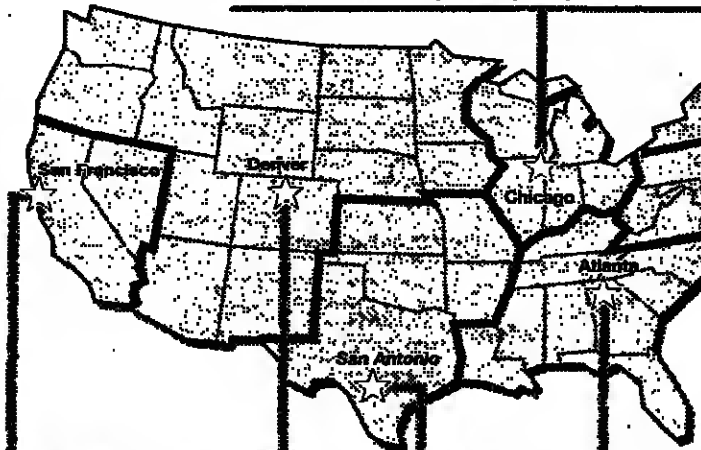 San Francisco
Denver
Chicago
Atlanta
San Antonio